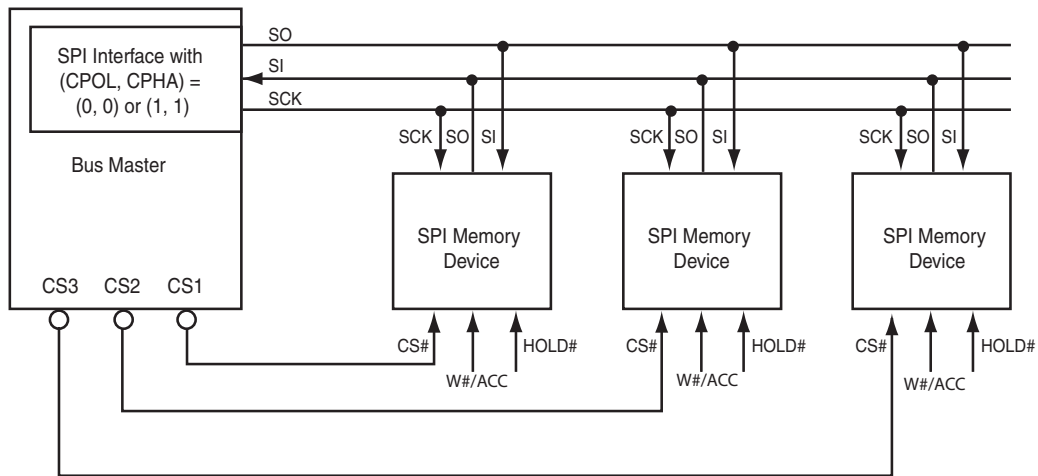 SO
SPI Interface with
(CPOL, CPHA) =
(0, 0) or (1, 1)
SI
SCK
Bus Master
SCK SO SI
SCK SO SI
SCK SO SI
SPI Memory
Device
SPI Memory
Device
SPI Memory
Device
CS3 CS2 CS1
CS# HOLD#
W#/ACC
CS# HOLD#
W#/ACC
CS# HOLD#
W#/ACC